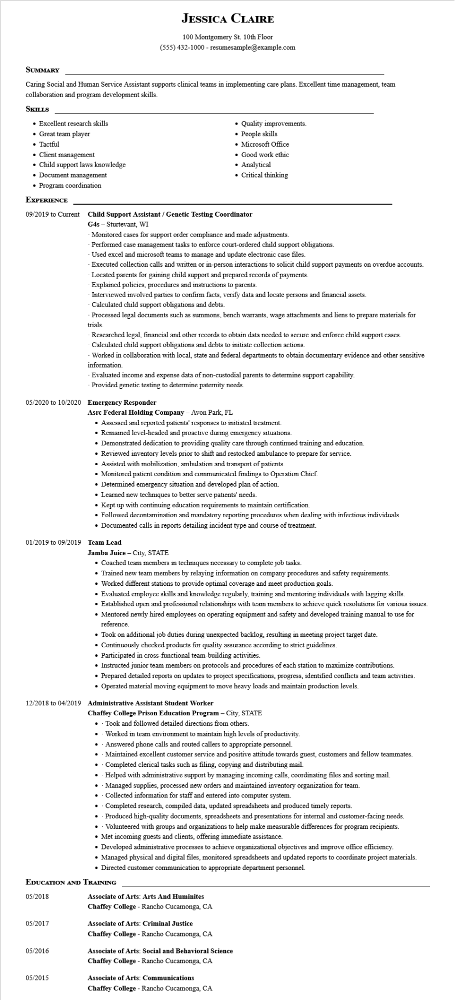 Jessica Claire
100 Montgomery St. 10th Floor
(555) 432-1000 - resumesample@example.com
Summary
Caring Social and Human Service Assistant supports clinical teams in implementing care plans. Excellent time management, team
collaboration and program development skills.
Skills
• Excellent research skills
• Great team player
• Tactful
• Client management
• Child support laws knowledge
• Document management
• Program coordination
• Quality improvements.
• People skills
• Microsoft Office
• Good work ethic
• Analytical
• Critical thinking
Experience
09/2019 to Current Child Support Assistant / Genetic Testing Coordinator
G4s – Sturtevant, WI
· Monitored cases for support order compliance and made adjustments.
· Performed case management tasks to enforce court-ordered child support obligations.
· Used excel and microsoft teams to manage and update electronic case files.
· Executed collection calls and written or in-person interactions to solicit child support payments on overdue accounts.
· Located parents for gaining child support and prepared records of payments.
· Explained policies, procedures and instructions to parents.
· Interviewed involved parties to confirm facts, verify data and locate persons and financial assets.
· Calculated child support obligations and debts.
· Processed legal documents such as summons, bench warrants, wage attachments and liens to prepare materials for
trials.
· Researched legal, financial and other records to obtain data needed to secure and enforce child support cases.
· Calculated child support obligations and debts to initiate collection actions.
· Worked in collaboration with local, state and federal departments to obtain documentary evidence and other sensitive
information.
· Evaluated income and expense data of non-custodial parents to determine support capability.
· Provided genetic testing to determine paternity needs.
05/2020 to 10/2020 Emergency Responder
Asrc Federal Holding Company – Avon Park, FL
• Assessed and reported patients' responses to initiated treatment.
• Remained level-headed and proactive during emergency situations.
• Demonstrated dedication to providing quality care through continued training and education.
• Reviewed inventory levels prior to shift and restocked ambulance to prepare for service.
• Assisted with mobilization, ambulation and transport of patients.
• Monitored patient condition and communicated findings to Operation Chief.
• Determined emergency situation and developed plan of action.
• Learned new techniques to better serve patients' needs.
• Kept up with continuing education requirements to maintain certification.
• Followed decontamination and mandatory reporting procedures when dealing with infectious individuals.
• Documented calls in reports detailing incident type and course of treatment.
01/2019 to 09/2019 Team Lead
Jamba Juice – City, STATE
• Coached team members in techniques necessary to complete job tasks.
• Trained new team members by relaying information on company procedures and safety requirements.
• Worked different stations to provide optimal coverage and meet production goals.
• Evaluated employee skills and knowledge regularly, training and mentoring individuals with lagging skills.
• Established open and professional relationships with team members to achieve quick resolutions for various issues.
• Mentored newly hired employees on operating equipment and safety and developed training manual to use for
reference.
• Took on additional job duties during unexpected backlog, resulting in meeting project target date.
• Continuously checked products for quality assurance according to strict guidelines.
• Participated in cross-functional team-building activities.
• Instructed junior team members on protocols and procedures of each station to maximize contributions.
• Prepared detailed reports on updates to project specifications, progress, identified conflicts and team activities.
• Operated material moving equipment to move heavy loads and maintain production levels.
12/2018 to 04/2019 Administrative Assistant Student Worker
Chaffey College Prison Education Program – City, STATE
• · Took and followed detailed directions from others.
• · Worked in team environment to maintain high levels of productivity.
• · Answered phone calls and routed callers to appropriate personnel.
• · Maintained excellent customer service and positive attitude towards guest, customers and fellow teammates.
• · Completed clerical tasks such as filing, copying and distributing mail.
• · Helped with administrative support by managing incoming calls, coordinating files and sorting mail.
• · Managed supplies, processed new orders and maintained inventory organization for team.
• · Collected information for staff and entered into computer system.
• · Completed research, compiled data, updated spreadsheets and produced timely reports.
• · Produced high-quality documents, spreadsheets and presentations for internal and customer-facing needs.
• · Volunteered with groups and organizations to help make measurable differences for program recipients.
• Met incoming guests and clients, offering immediate assistance.
• Developed administrative processes to achieve organizational objectives and improve office efficiency.
• Managed physical and digital files, monitored spreadsheets and updated reports to coordinate project materials.
• Directed customer communication to appropriate department personnel.
Education and Training
05/2018 Associate of Arts: Arts And Huminites
Chaffey College - Rancho Cucamonga, CA
05/2017 Associate of Arts: Criminal Justice
Chaffey College - Rancho Cucamonga, CA
05/2016 Associate of Arts: Social and Behavioral Science
Chaffey College - Rancho Cucamonga, CA
05/2015 Associate of Arts: Communications
Chaffey College - Rancho Cucamonga, CA